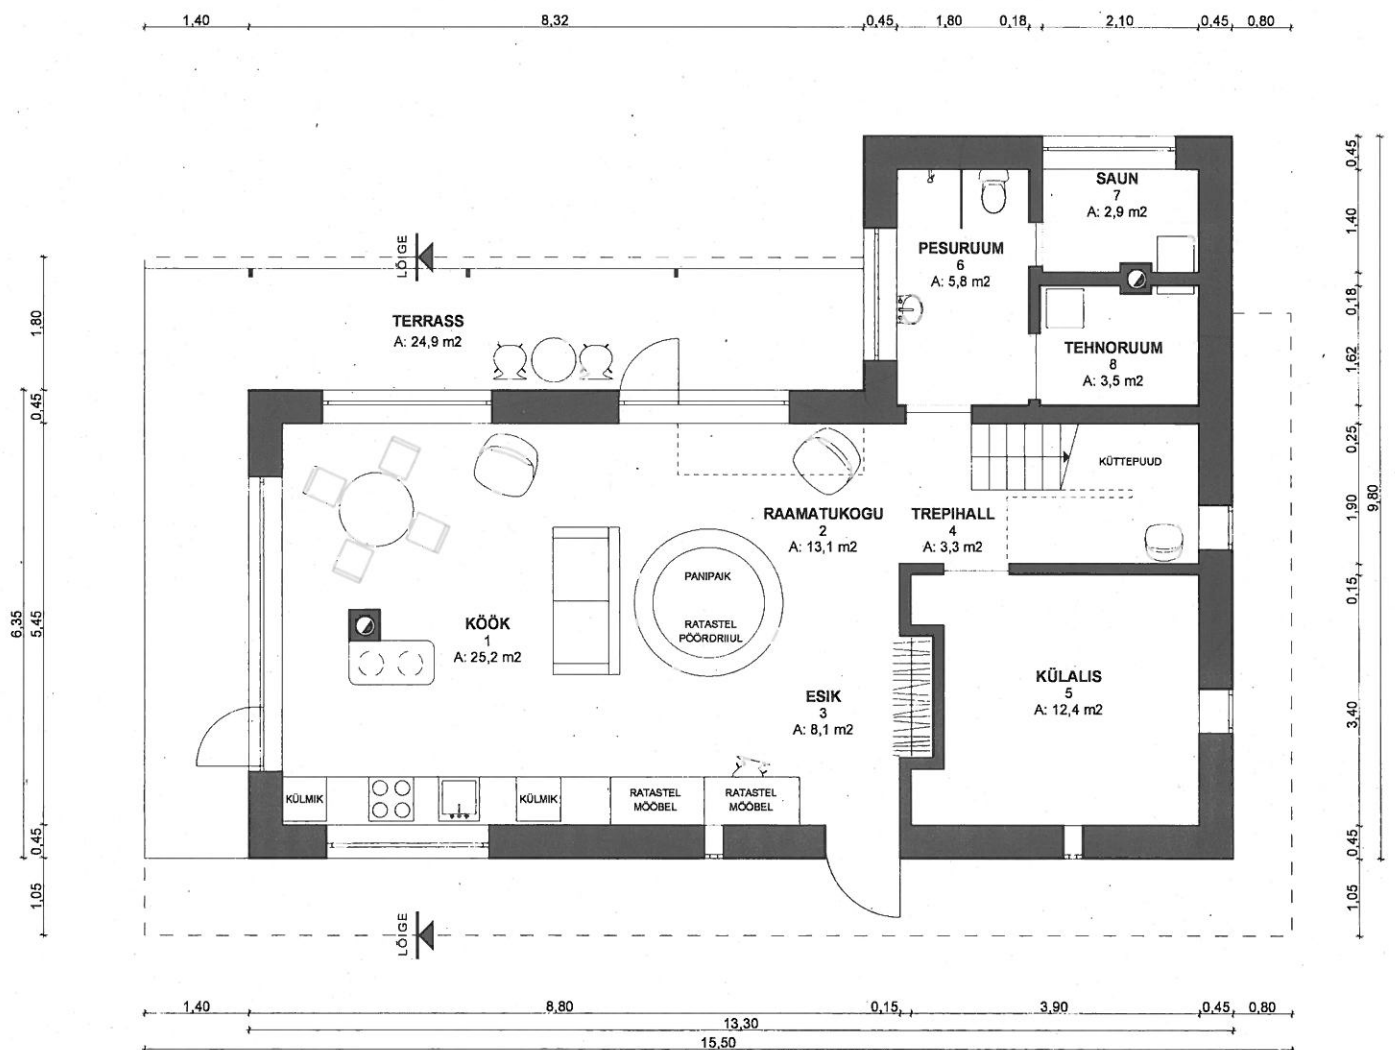 1,40 8,32 0,45 1,80 0,18 2,10 0,45 0,80
SAUN
7
A: 2,9 m2
PESURUUM
6
A: 5,8 m2
LÕIGE
TERRASS
A: 24,9 m2
TEHNORUUM
8
A: 3,5 m2
KÜTTEPUUD
RAAMATUKOGU
2
A: 13,1 m2
TREPIHALL
4
A: 3,3 m2
PANIPAIK
RATASTEL
PÖÖRDRIIUL
KÖÖK
1
A: 25,2 m2
ESIK
3
A: 8,1 m2
KÜLALIS
5
A: 12,4 m2
KÜLMIK
KÜLMIK
RATASTEL
MÖÖBEL
RATASTEL
MÖÖBEL
LÕIGE
1,80
0,45
5,45
6,35
0,45
1,05
0,45
1,40
0,18
1,62
0,25
1,90
9,80
0,15
3,40
0,45
1,05
1,40 8,80 0,15 3,90 0,45 0,80
13,30
15,50